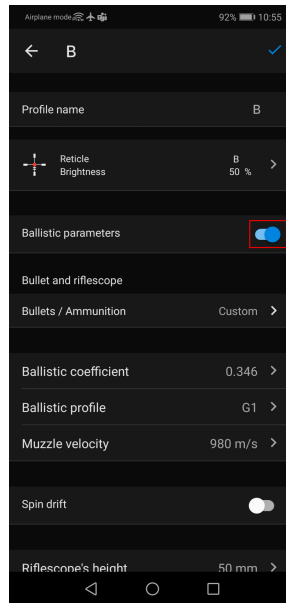 Airplane mode 92% 10:55
B
Profile name B
Reticle B
Brightness 50 %
Ballistic parameters
Bullet and riflescope
Bullets / Ammunition Custom
Ballistic coefficient 0.346
Ballistic profile G1
Muzzle velocity 980 m/s
Spin drift
Riflescope's height 50 mm